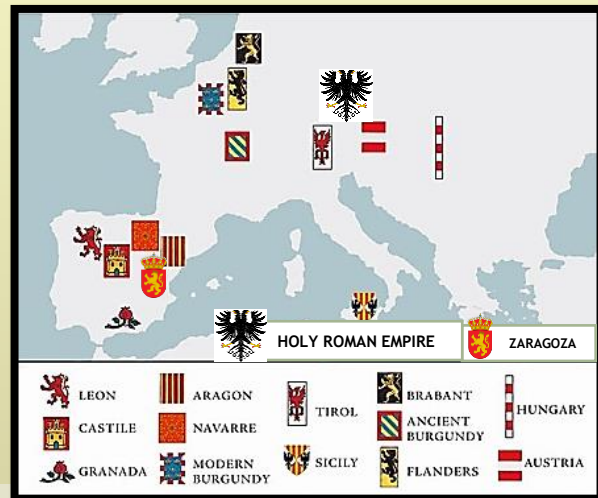 HOLY ROMAN EMPIRE
ZARAGOZA
LEON
ARAGON
TIROL
BRABANT
HUNGARY
CASTILE
NAVARRE
ANCIENT
BURGUNDY
GRANADA
MODERN
BURGUNDY
SICILY
FLANDERS
AUSTRIA